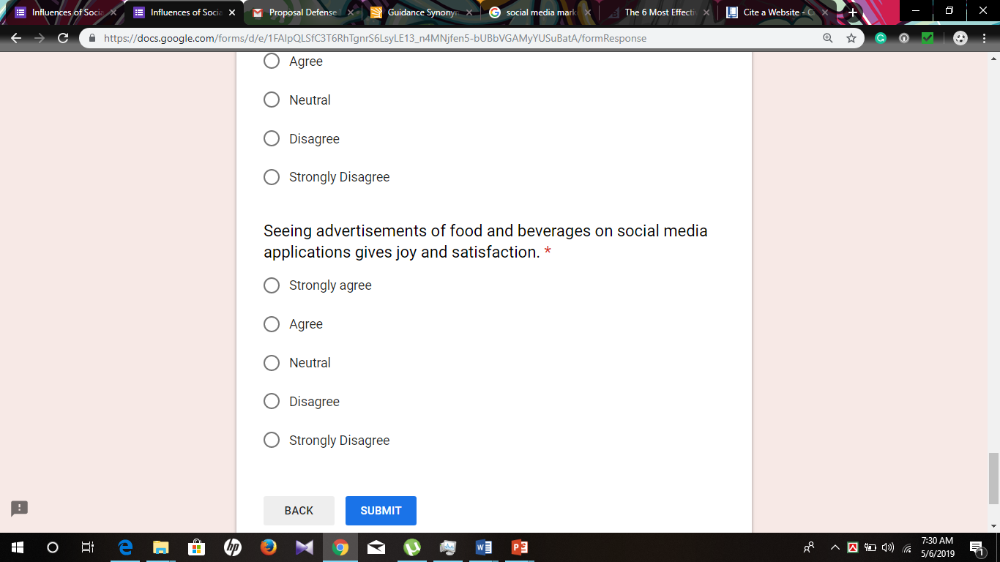 Influences of Socia
Influences of Socia
Proposal Defense
Guidance Synonyn
social media mark
The 6 Most Effectiv
Cite a Website - Ci
https://docs.google.com/forms/d/e/1FAIpQLSfC3T6RhTgnrS6LsyLE13_n4MNjfen5-bUBbVGAMyYUSuBatA/formResponse
Agree
Neutral
Disagree
Strongly Disagree
Seeing advertisements of food and beverages on social media
applications gives joy and satisfaction. *
Strongly agree
Agree
Neutral
Disagree
Strongly Disagree
BACK
SUBMIT
7:30 AM
5/6/2019
1